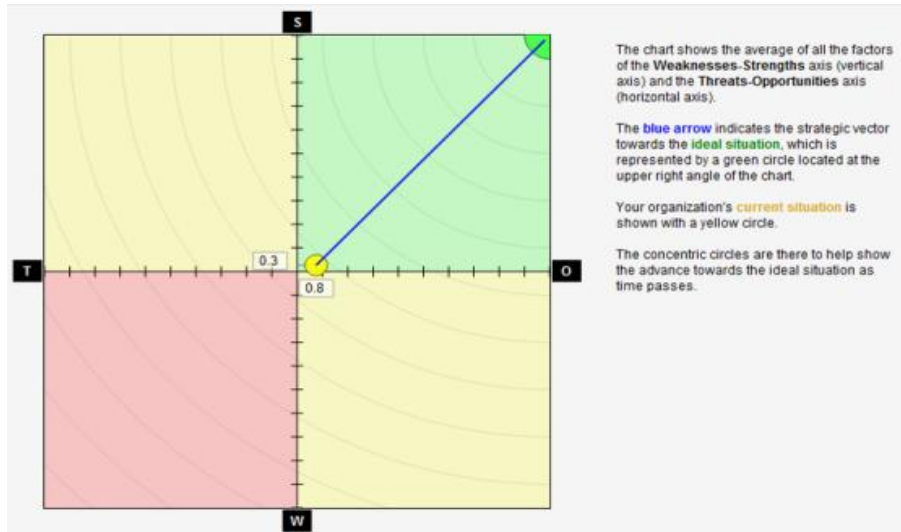 S
T
0.3
0.8
O
W
The chart shows the average of all the factors
of the Weaknesses-Strengths axis (vertical
axis) and the Threats-Opportunities axis
(horizontal axis).
The blue arrow indicates the strategic vector
towards the ideal situation, which is
represented by a green circle located at the
upper right angle of the chart.
Your organization's current situation is
shown with a yellow circle.
The concentric circles are there to help show
the advance towards the ideal situation as
time passes.